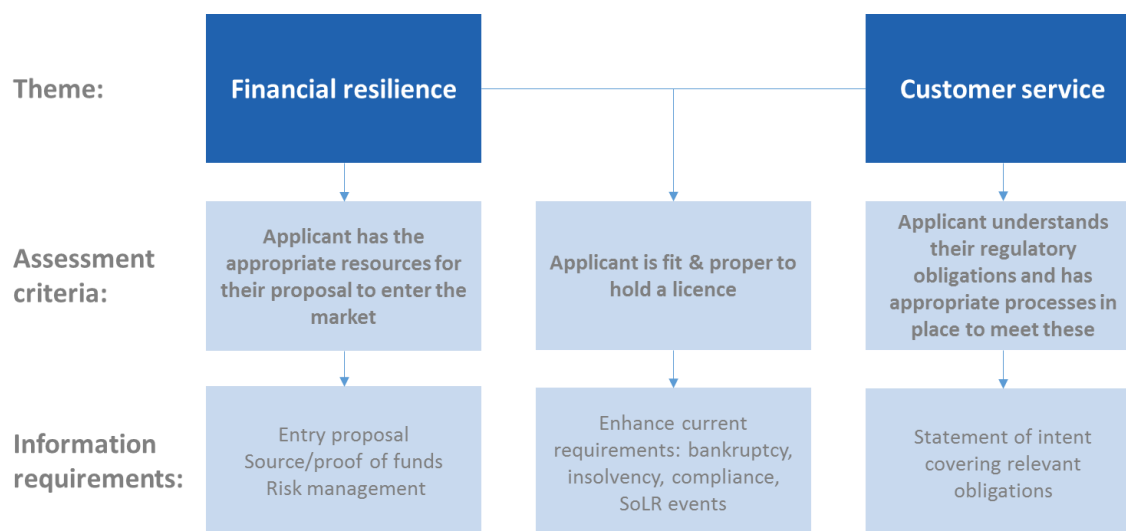 Theme:
Financial resilience
Customer service
Assessment
criteria:
Applicant has the
appropriate resources for
their proposal to enter the
market
Applicant is fit & proper to
hold a licence
Applicant understands
their regulatory
obligations and has
appropriate processes in
place to meet these
Information
requirements:
Entry proposal
Source/proof of funds
Risk management
Enhance current
requirements: bankruptcy,
insolvency, compliance,
SoLR events
Statement of intent
covering relevant
obligations